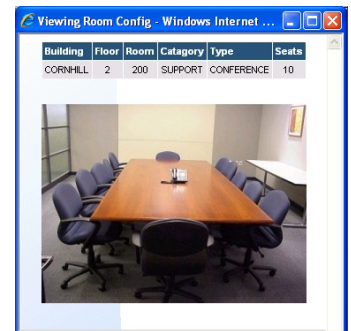 Viewing Room Config - Windows Internet ...
Building Floor Room Catagory Type Seats
CORNHILL 2 200 SUPPORT CONFERENCE 10